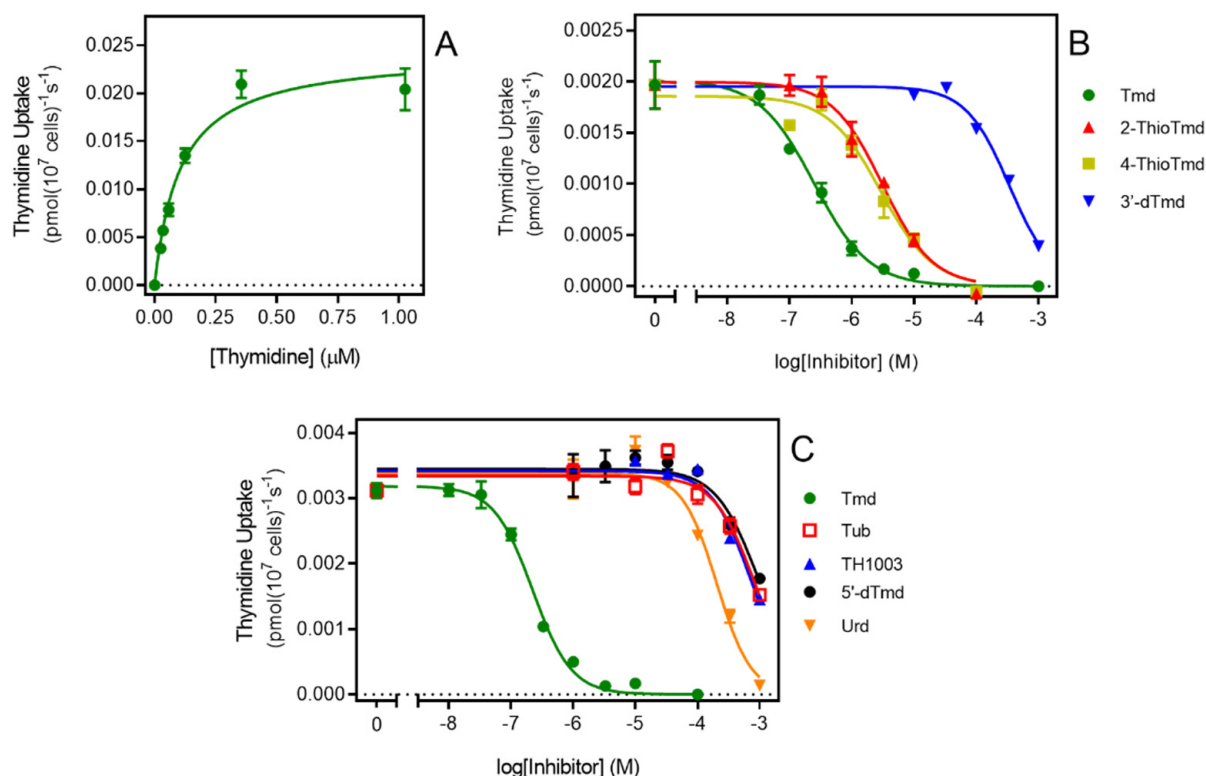 A
Thymidine Uptake
(pmol(10⁷ cells)⁻¹s⁻¹)
0.025
0.020
0.015
0.010
0.005
0.000
0.00 0.25 0.50 0.75 1.00
[Thymidine] (μM)
B
Thymidine Uptake
(pmol(10⁷ cells)⁻¹s⁻¹)
0.0025
0.0020
0.0015
0.0010
0.0005
0.0000
0 -8 -7 -6 -5 -4 -3
log[Inhibitor] (M)
Tmd
2-ThioTmd
4-ThioTmd
3'-dTmd
C
Thymidine Uptake
(pmol(10⁷ cells)⁻¹s⁻¹)
0.004
0.003
0.002
0.001
0.000
0 -8 -7 -6 -5 -4 -3
log[Inhibitor] (M)
Tmd
Tub
TH1003
5'-dTmd
Urd